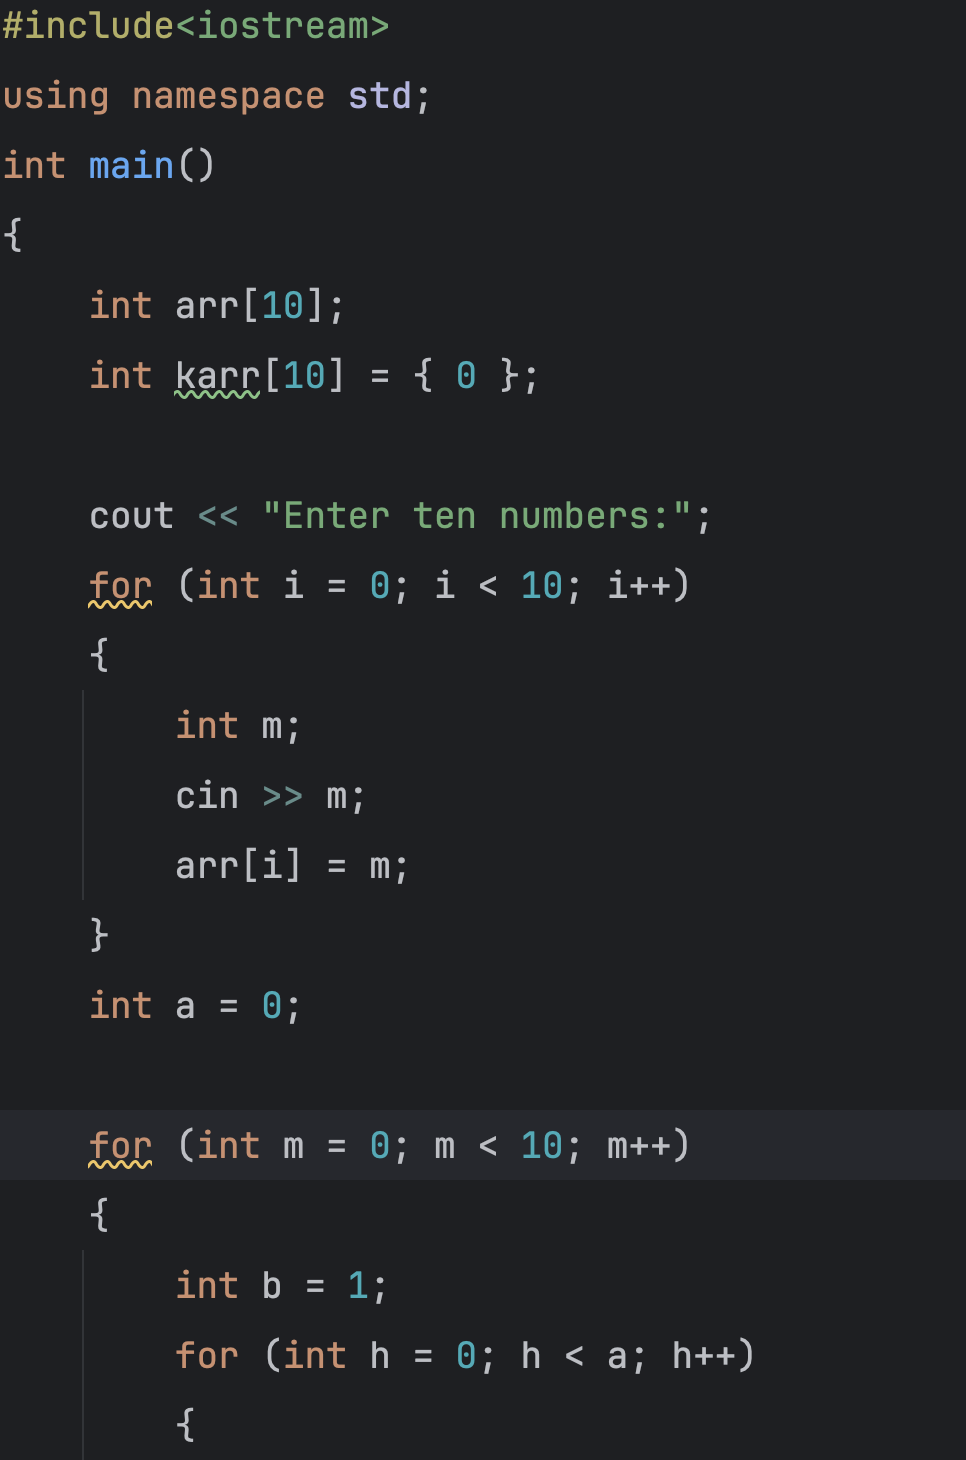 #include<iostream>
using namespace std;
int main()
{
    int arr[10];
    int karr[10] = { 0 };

    cout << "Enter ten numbers:";
    for (int i = 0; i < 10; i++)
    {
        int m;
        cin >> m;
        arr[i] = m;
    }
    int a = 0;

    for (int m = 0; m < 10; m++)
    {
        int b = 1;
        for (int h = 0; h < a; h++)
        {